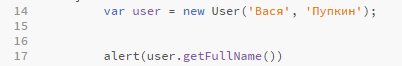 14 var user = new User('Вася', 'Пупкин');
15
16
17 alert(user.getFullName())